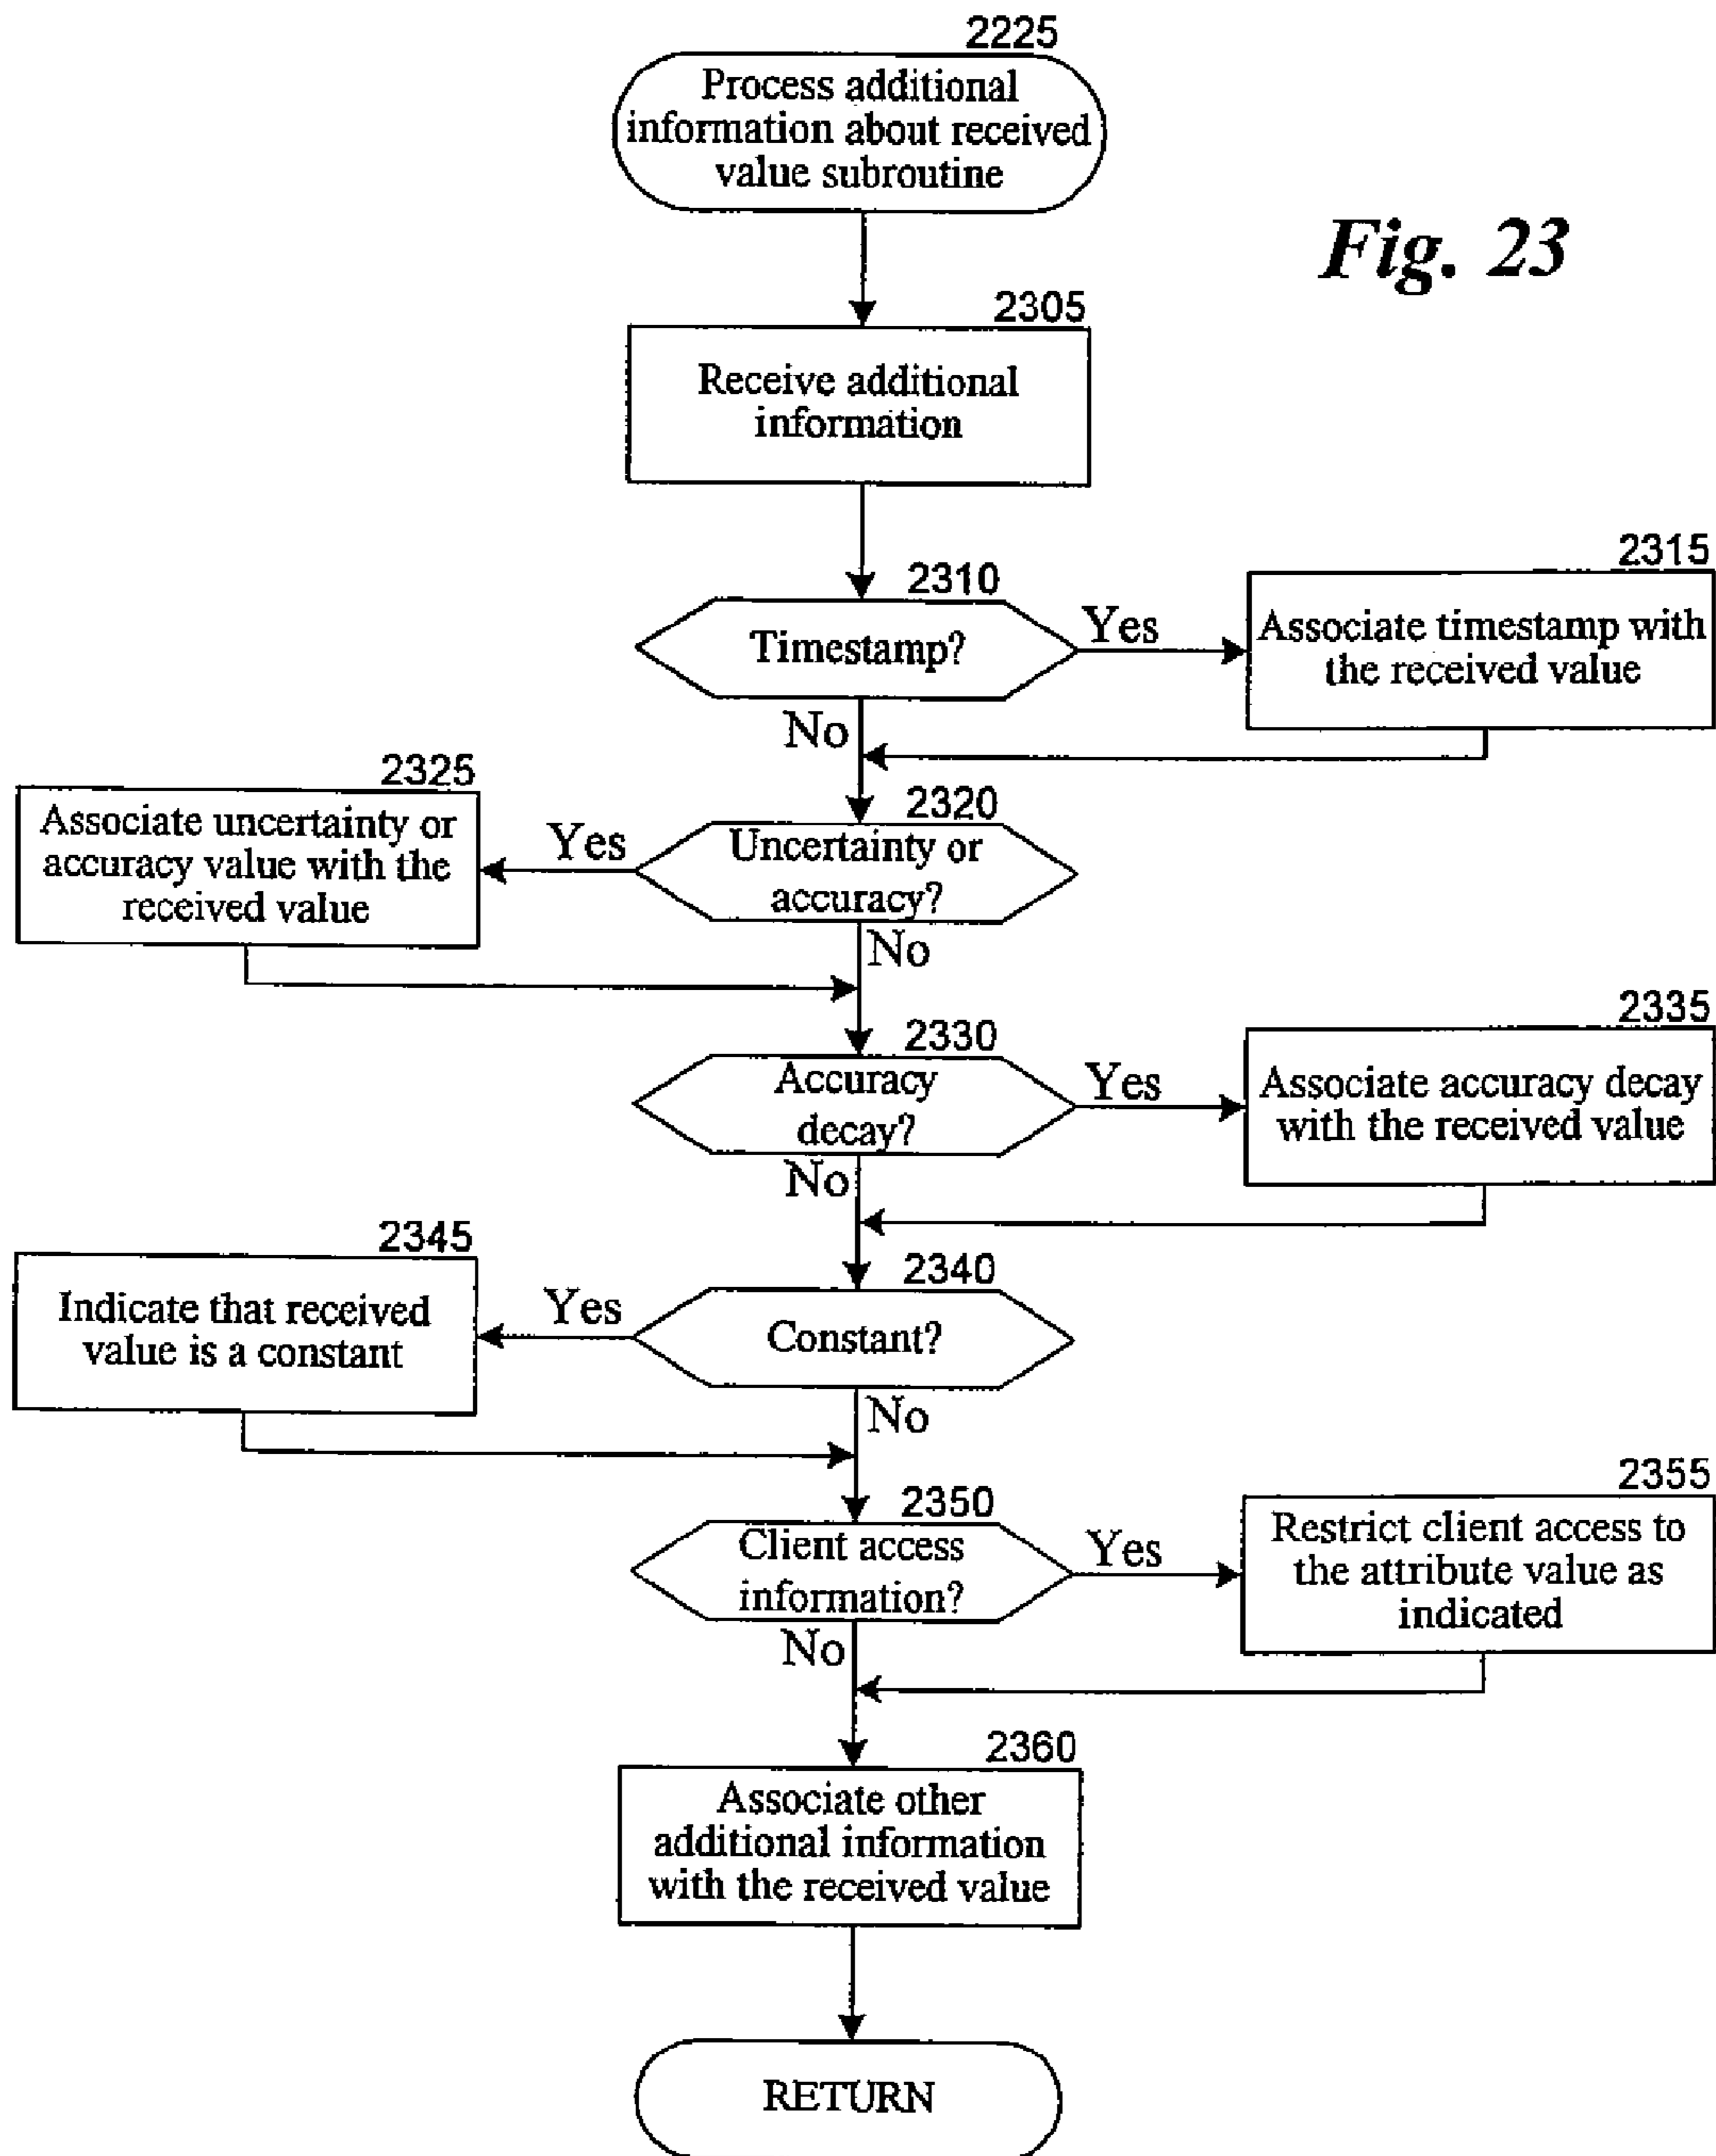 2225
Process additional
information about received
value subroutine
Fig. 23
2305
Receive additional
information
2310
Timestamp?
Yes
No
2315
Associate timestamp with
the received value
2320
Uncertainty or
accuracy?
Yes
No
2325
Associate uncertainty or
accuracy value with the
received value
2330
Accuracy
decay?
Yes
No
2335
Associate accuracy decay
with the received value
2340
Constant?
Yes
No
2345
Indicate that received
value is a constant
2350
Client access
information?
Yes
No
2355
Restrict client access to
the attribute value as
indicated
2360
Associate other
additional information
with the received value
RETURN